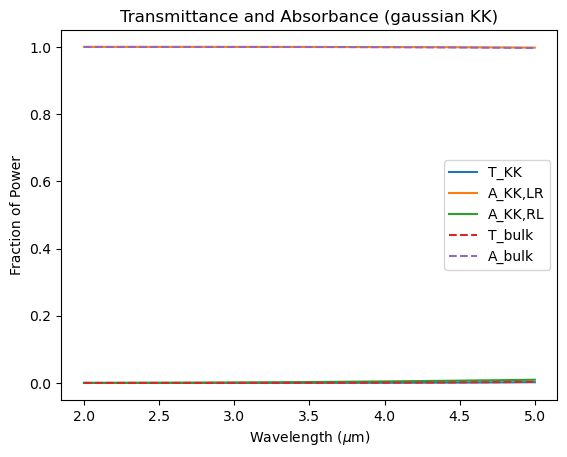 Transmittance and Absorbance (gaussian KK)
1.0
0.8
0.6
0.4
0.2
0.0
Fraction of Power
T_KK
A_KK,LR
A_KK,RL
T_bulk
A_bulk
2.0 2.5 3.0 3.5 4.0 4.5 5.0
Wavelength (μm)